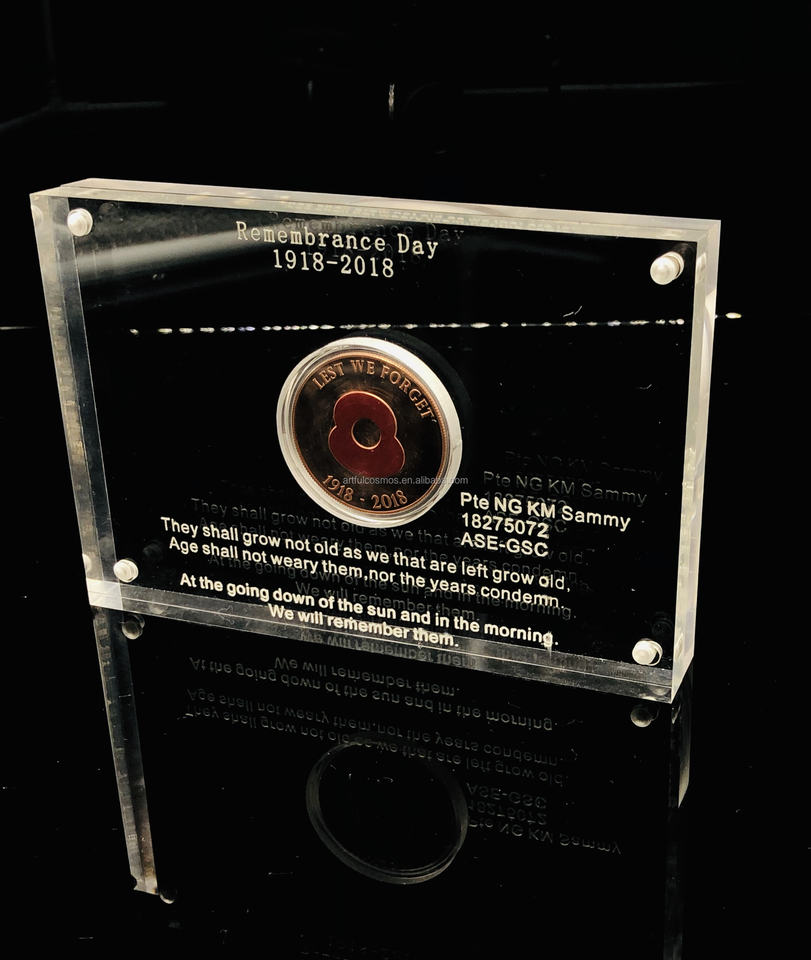 Remembrance Day
1918-2018
LEST WE FORGET
1918 - 2018
artfulcosmos.en.alibaba.com
Pte NG KM Sammy
18275072
ASE-GSC
They shall grow not old as we that are left grow old,
Age shall not weary them,nor the years condemn.
At the going down of the sun and in the morning.
We will remember them.